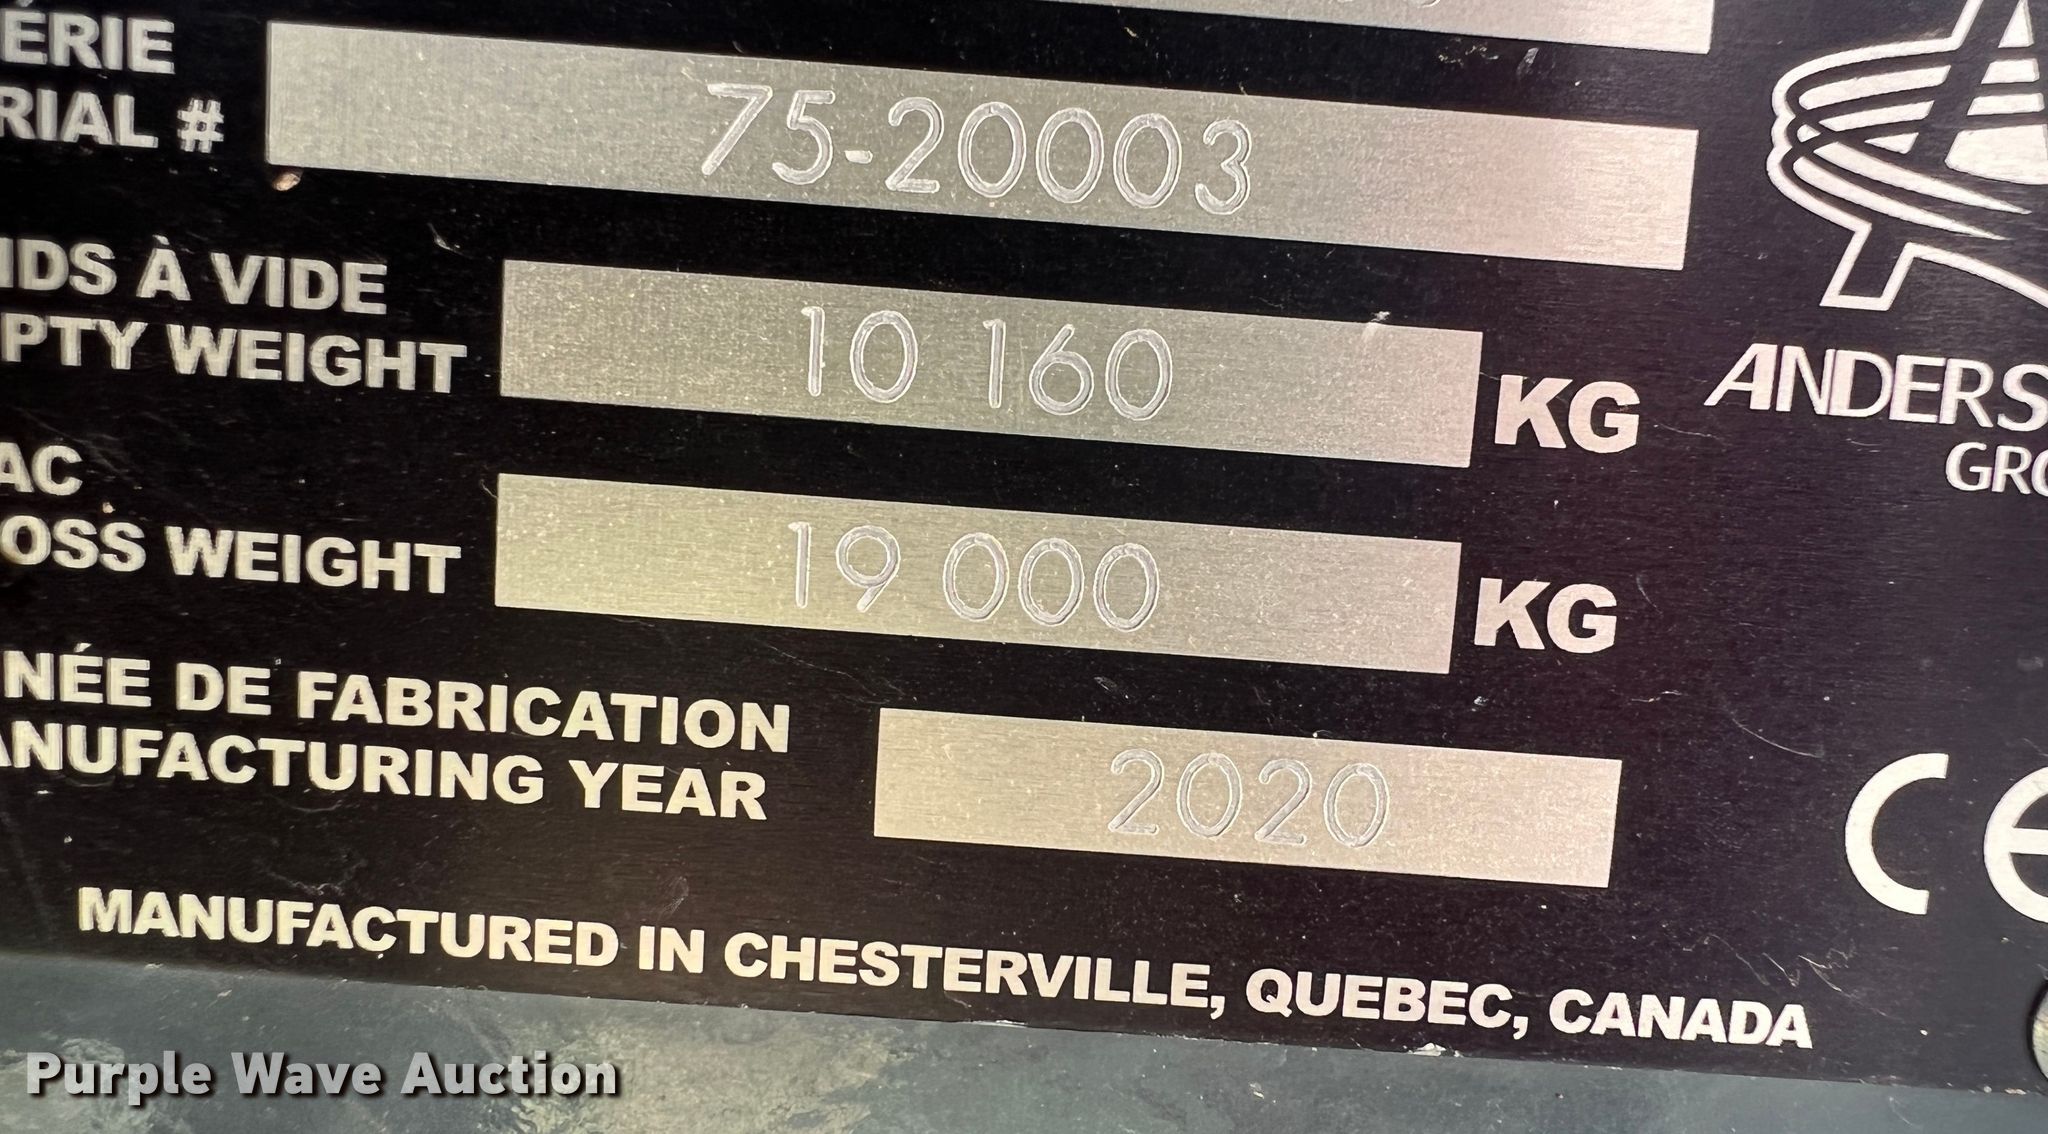 ÉRIE
RIAL # 75-20003
IDS À VIDE
PTY WEIGHT 10 160 KG
AC
OSS WEIGHT 19 000 KG
NÉE DE FABRICATION
ANUFACTURING YEAR 2020
MANUFACTURED IN CHESTERVILLE, QUEBEC, CANADA
ANDERS
GRO
CE
Purple Wave Auction